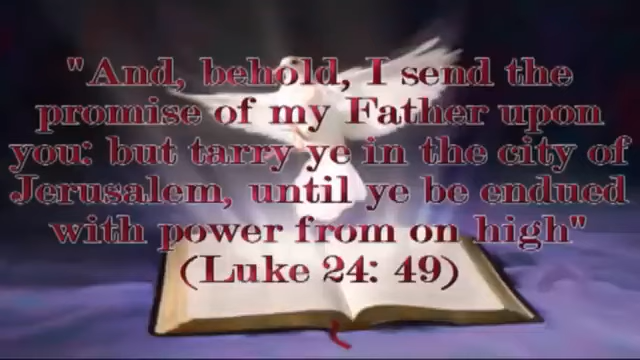 "And, behold, I send the
promise of my Father upon
you: but tarry ye in the city of
Jerusalem, until ye be endued
with power from on high"
(Luke 24: 49)